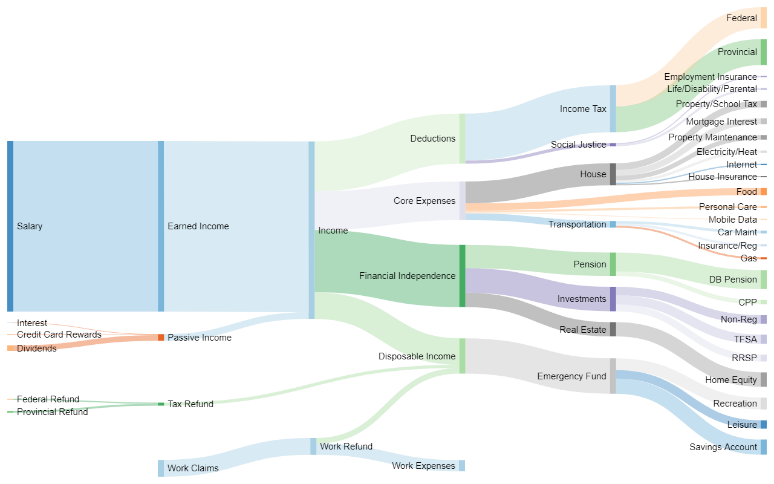 Federal
Provincial
Employment Insurance
Life/Disability/Parental
Property/School Tax
Income Tax
Mortgage Interest
Deductions
Property Maintenance
Social Justice
Electricity/Heat
Internet
House
House Insurance
Food
Core Expenses
Personal Care
Mobile Data
Salary
Earned Income
Transportation
Income
Car Maint
Insurance/Reg
Gas
Pension
Financial Independence
DB Pension
Investments
CPP
Non-Reg
Interest
Real Estate
Credit Card Rewards
Passive Income
TFSA
Dividends
Disposable Income
RRSP
Emergency Fund
Home Equity
Federal Refund
Tax Refund
Recreation
Provincial Refund
Leisure
Work Refund
Savings Account
Work Claims
Work Expenses